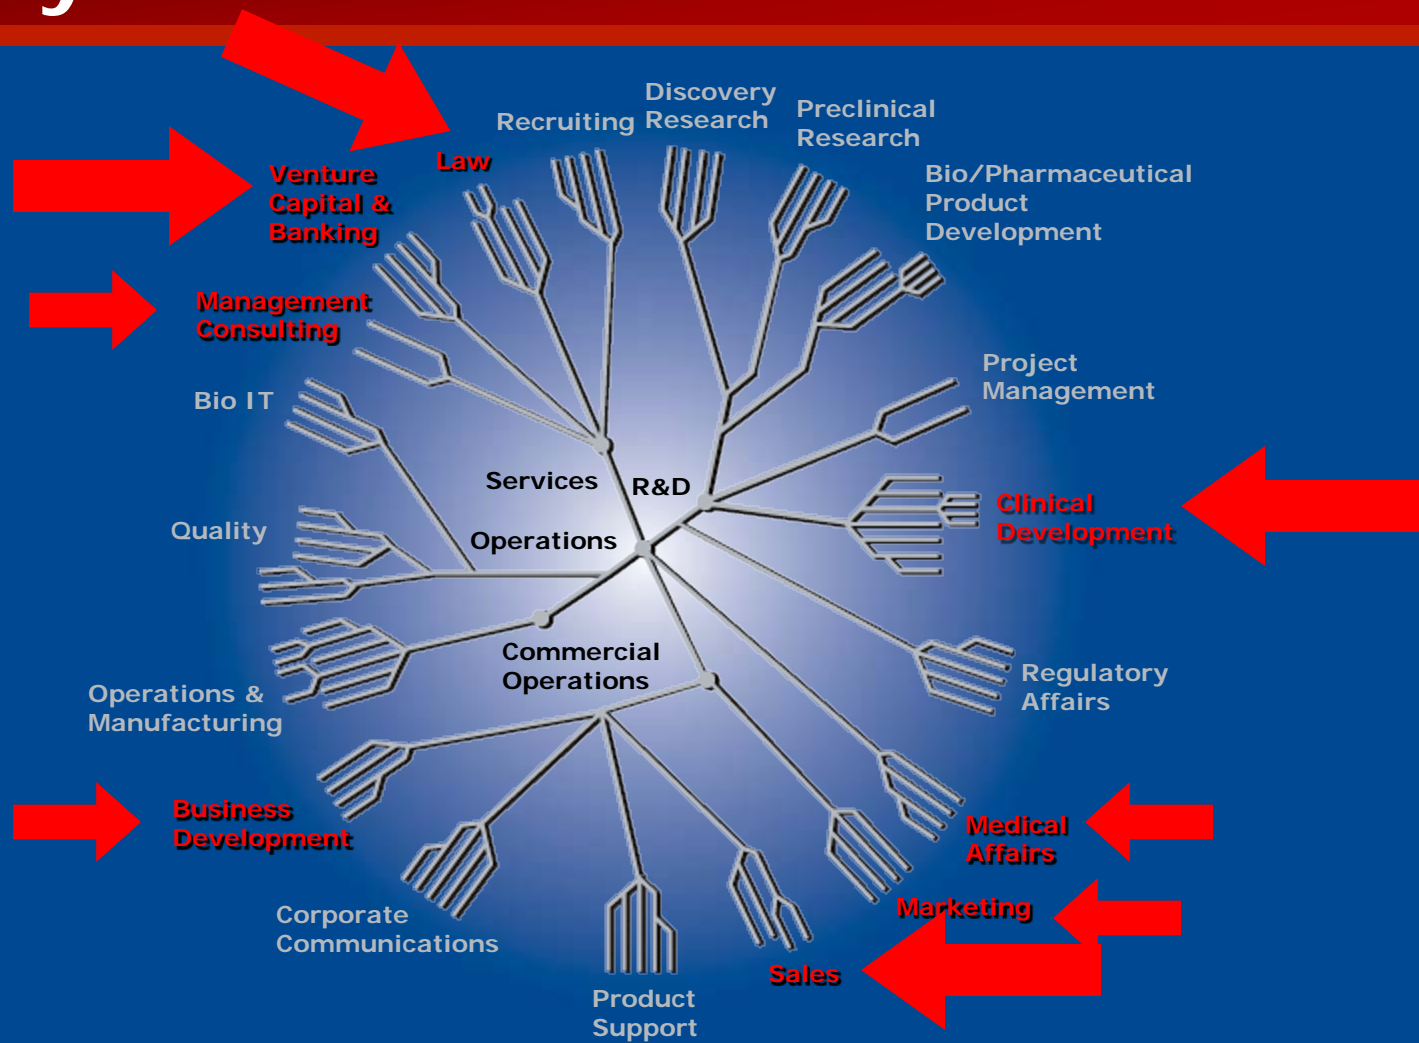 Discovery
Research
Preclinical
Research
Recruiting
Law
Venture
Capital &
Banking
Bio/Pharmaceutical
Product
Development
Management
Consulting
Project
Management
Bio IT
Services
R&D
Clinical
Development
Quality
Operations
Commercial
Operations
Regulatory
Affairs
Operations &
Manufacturing
Business
Development
Medical
Affairs
Marketing
Corporate
Communications
Sales
Product
Support